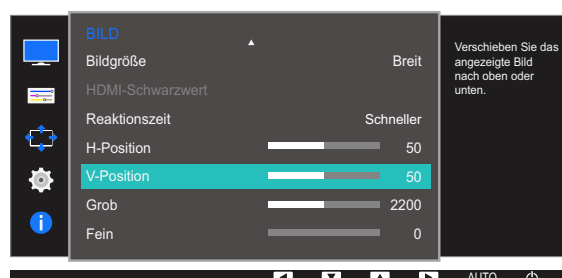 BILD
Bildgröße Breit
HDMI-Schwarzwert
Reaktionszeit Schneller
H-Position 50
V-Position 50
Grob 2200
Fein 0
Verschieben Sie das
angezeigte Bild
nach oben oder
unten.
AUTO